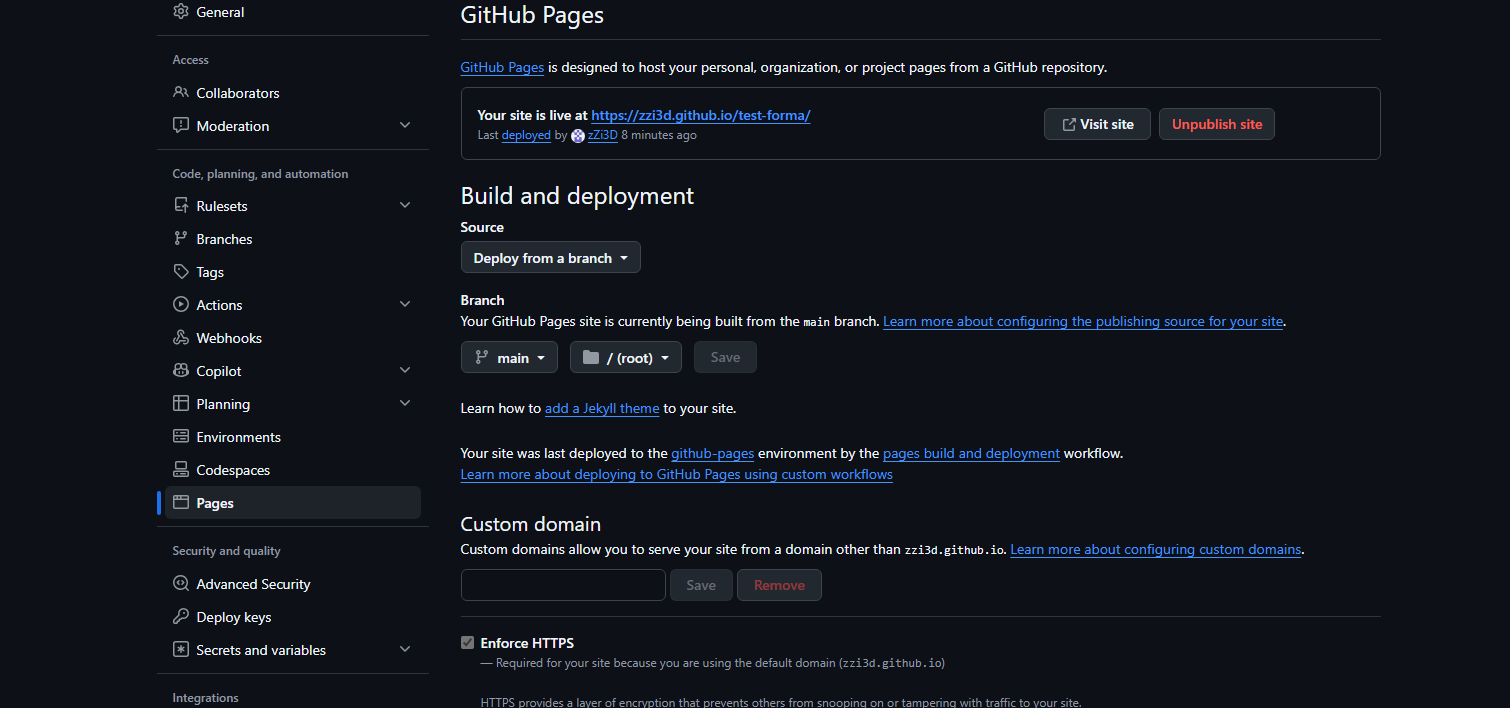 General
Access
Collaborators
Moderation
Code, planning, and automation
Rulesets
Branches
Tags
Actions
Webhooks
Copilot
Planning
Environments
Codespaces
Pages
Security and quality
Advanced Security
Deploy keys
Secrets and variables
Integrations
GitHub Pages
GitHub Pages is designed to host your personal, organization, or project pages from a GitHub repository.
Your site is live at https://zzi3d.github.io/test-forma/
Last deployed by zZi3D 8 minutes ago
Visit site
Unpublish site
Build and deployment
Source
Deploy from a branch
Branch
Your GitHub Pages site is currently being built from the main branch. Learn more about configuring the publishing source for your site.
main
/ (root)
Save
Learn how to add a Jekyll theme to your site.
Your site was last deployed to the github-pages environment by the pages build and deployment workflow.
Learn more about deploying to GitHub Pages using custom workflows
Custom domain
Custom domains allow you to serve your site from a domain other than zzi3d.github.io. Learn more about configuring custom domains.
Save
Remove
Enforce HTTPS
— Required for your site because you are using the default domain (zzi3d.github.io)
HTTPS provides a layer of encryption that prevents others from snooping on or tampering with traffic to your site.